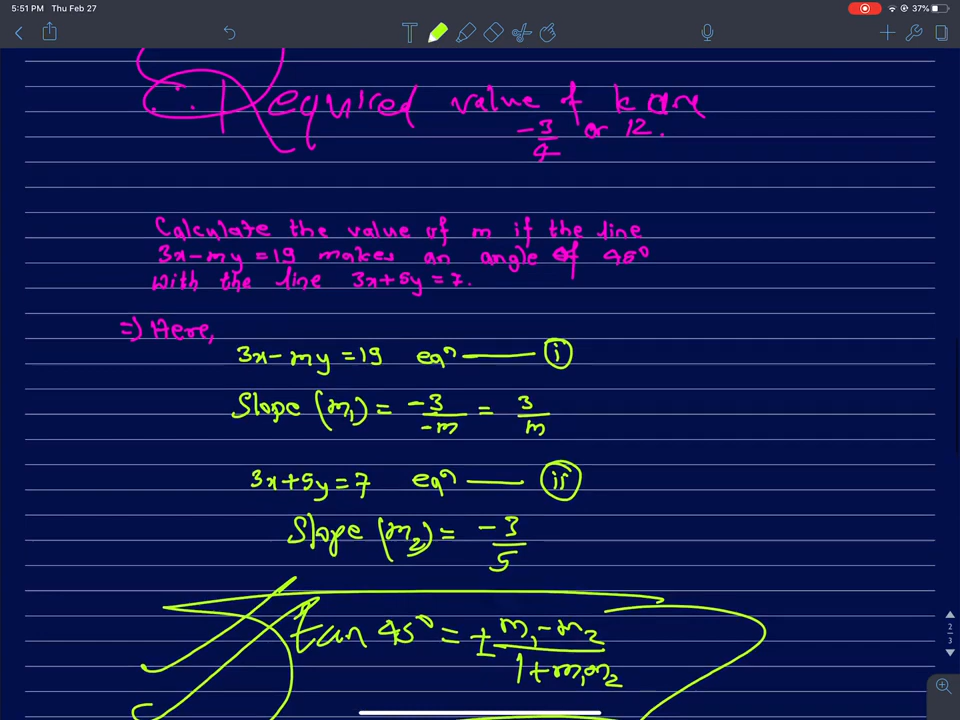 5:51 PM Thu Feb 27
37%
∴ Required value of k are
-3/4 or 12.
Calculate the value of m if the line
3x-my=19 makes an angle of 45°
with the line 3x+5y=7.
=) Here,
3x-my=19 eqn (i)
Slope (m₁) = -3/-m = 3/m
3x+5y=7 eqn (ii)
Slope (m₂) = -3/5
tan 45° = ± m₁-m₂/1+m₁m₂
2/3